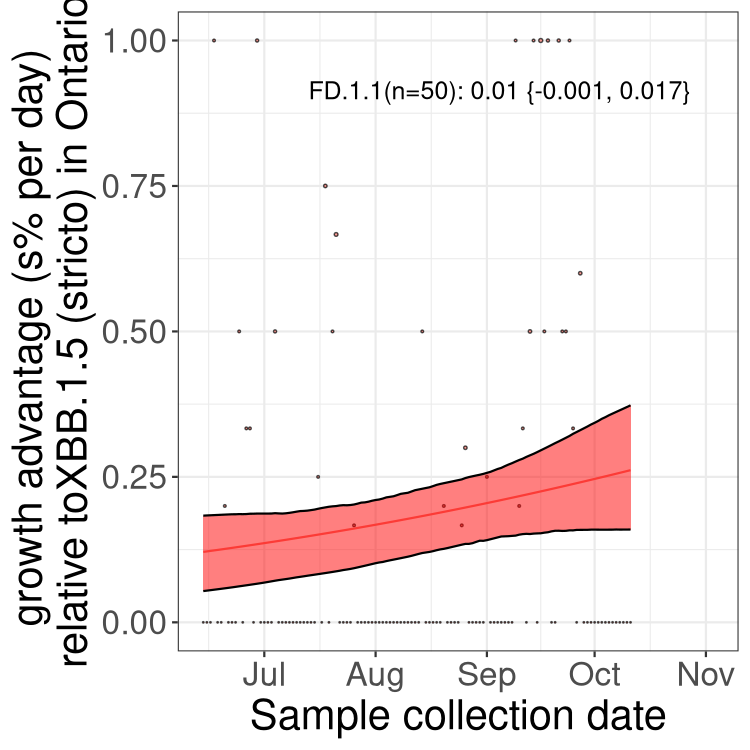 growth advantage (s% per day)
relative toXBB.1.5 (stricto) in Ontario
1.00
0.75
0.50
0.25
0.00
FD.1.1(n=50): 0.01 {-0.001, 0.017}
Jul Aug Sep Oct Nov
Sample collection date